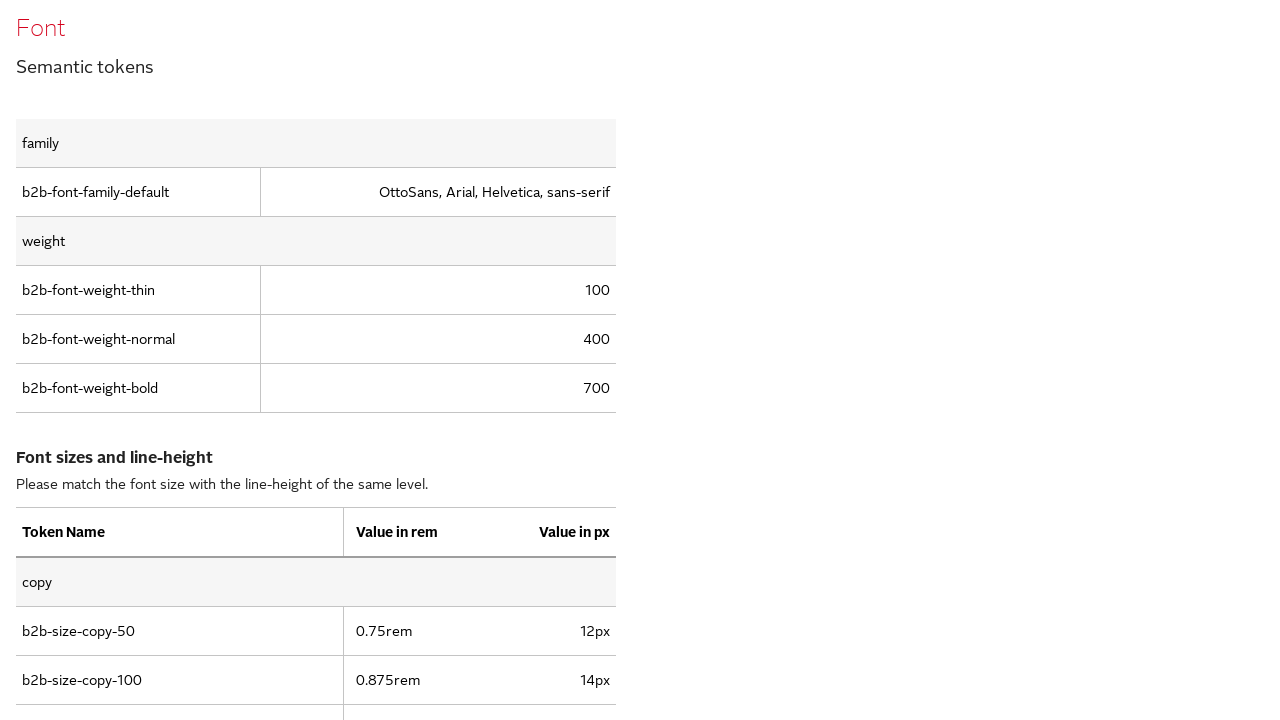 Font
Semantic tokens
family
b2b-font-family-default OttoSans, Arial, Helvetica, sans-serif
weight
b2b-font-weight-thin 100
b2b-font-weight-normal 400
b2b-font-weight-bold 700
Font sizes and line-height
Please match the font size with the line-height of the same level.
Token Name Value in rem Value in px
copy
b2b-size-copy-50 0.75rem 12px
b2b-size-copy-100 0.875rem 14px